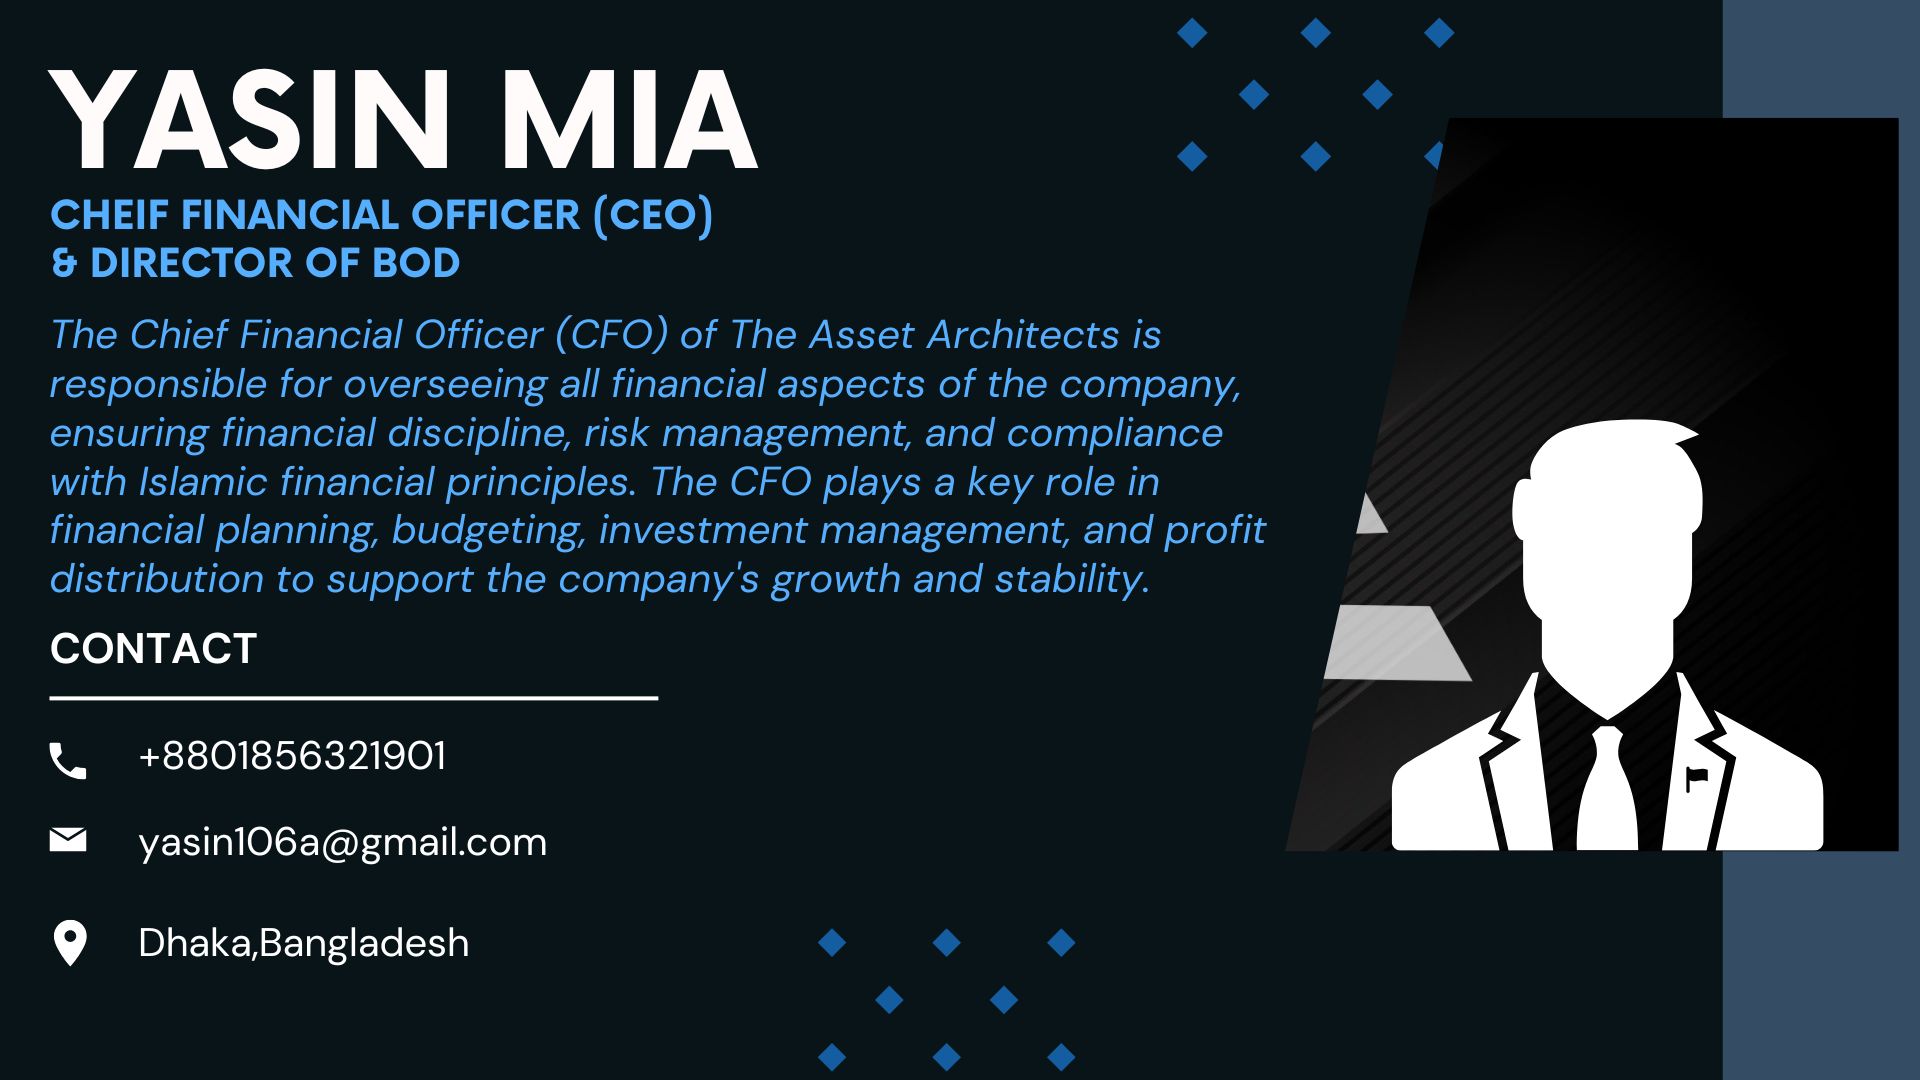 YASIN MIA
CHEIF FINANCIAL OFFICER (CEO)
& DIRECTOR OF BOD
The Chief Financial Officer (CFO) of The Asset Architects is
responsible for overseeing all financial aspects of the company,
ensuring financial discipline, risk management, and compliance
with Islamic financial principles. The CFO plays a key role in
financial planning, budgeting, investment management, and profit
distribution to support the company's growth and stability.
CONTACT
+8801856321901
yasin106a@gmail.com
Dhaka,Bangladesh